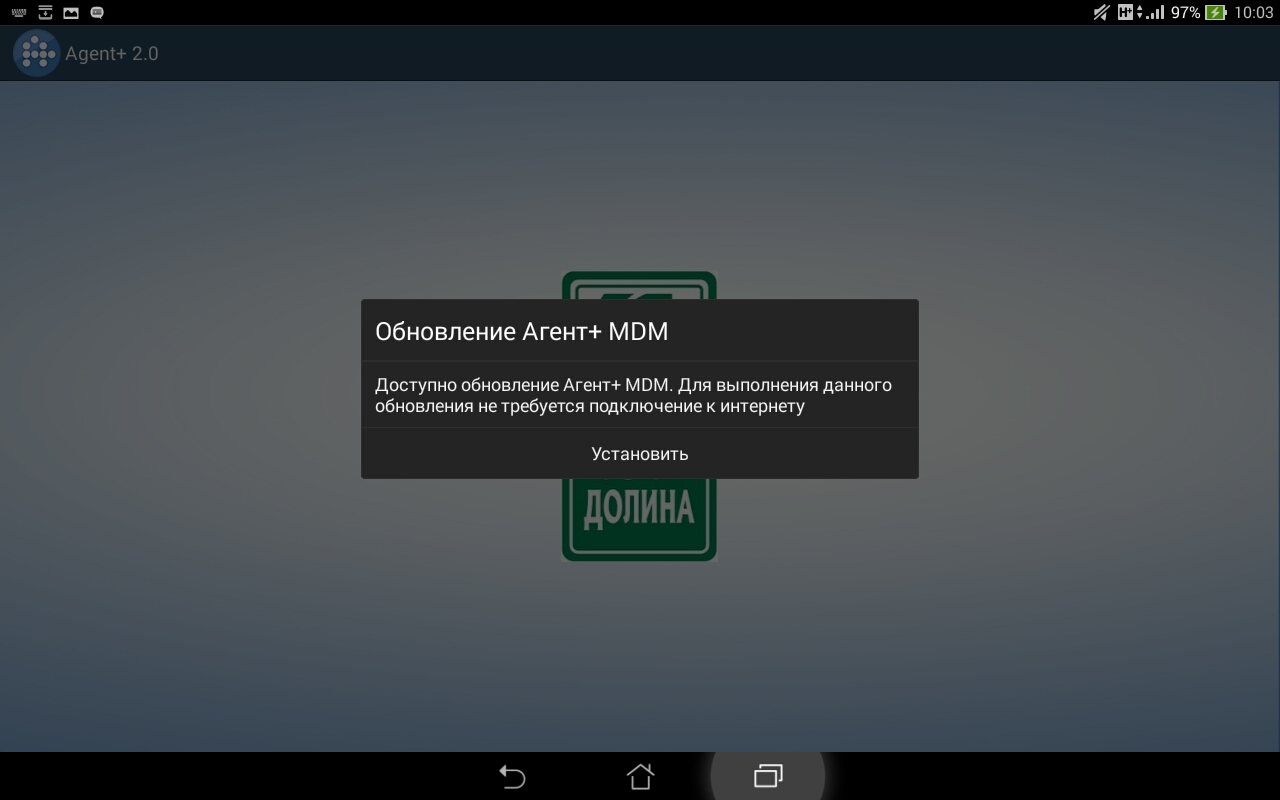 97% 10:03
Agent+ 2.0
Обновление Агент+ MDM
Доступно обновление Агент+ MDM. Для выполнения данного
обновления не требуется подключение к интернету
Установить
ДОЛИНА